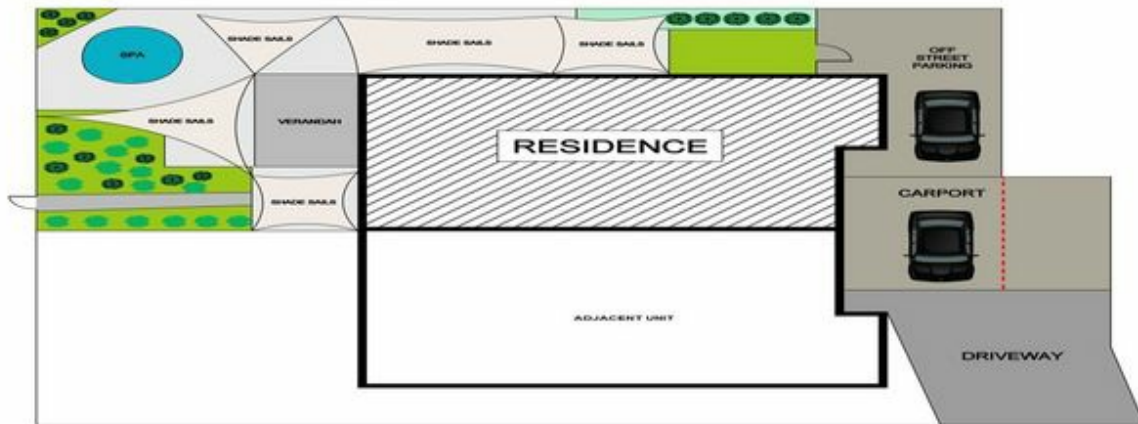 SHADE SAILS
SHADE SAILS
SHADE SAILS
SPA
OFF
STREET
PARKING
SHADE SAILS
VERANDAH
RESIDENCE
CARPORT
SHADE SAILS
ADJACENT UNIT
DRIVEWAY